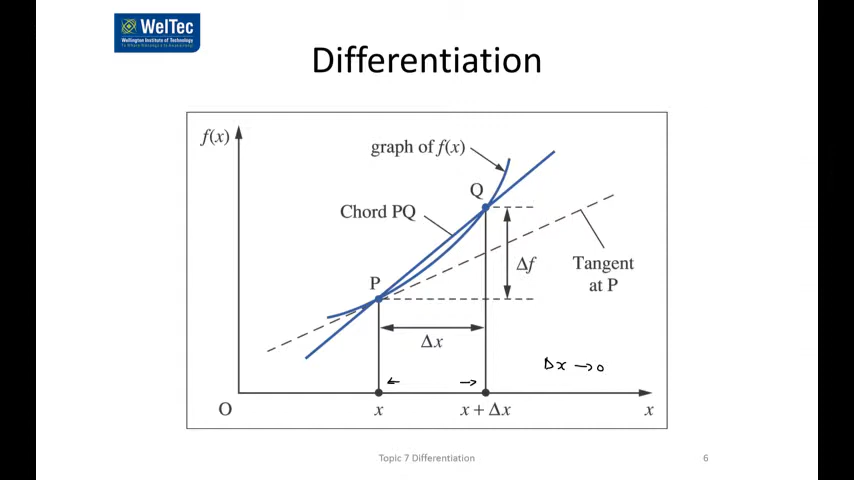 WelTec
Wellington Institute of Technology
Differentiation
f(x)
graph of f(x)
Q
Chord PQ
Δf
Tangent
at P
P
Δx
Δx → 0
O
x
x + Δx
x
Topic 7 Differentiation
6